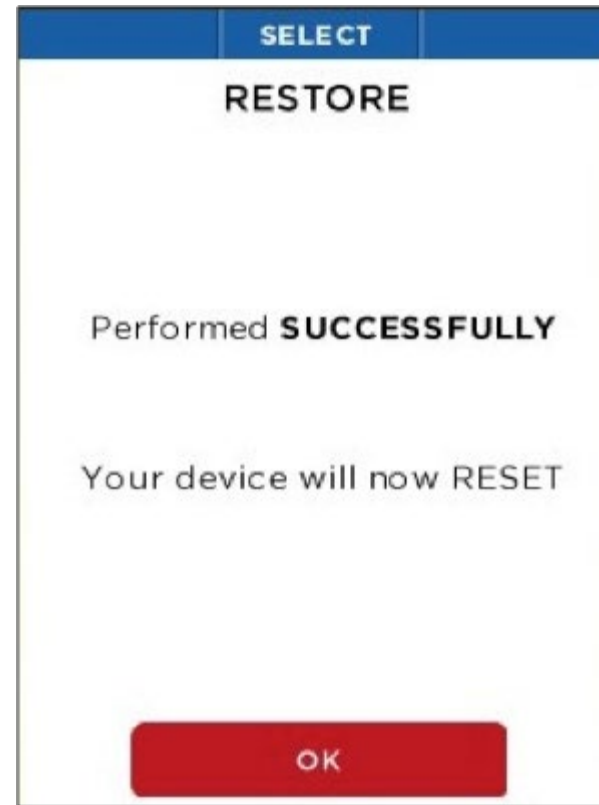 SELECT
RESTORE
Performed SUCCESSFULLY
Your device will now RESET
OK